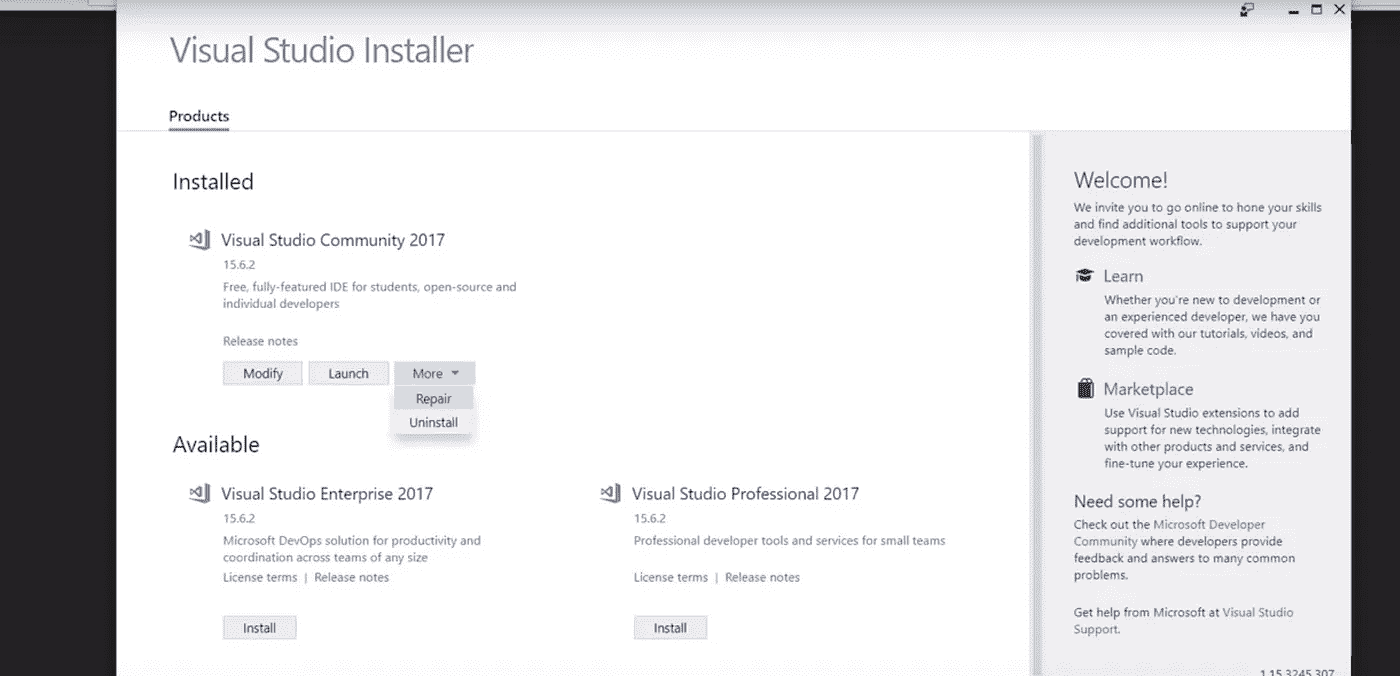 Visual Studio Installer
Products
Installed
Visual Studio Community 2017
15.6.2
Free, fully-featured IDE for students, open-source and
individual developers
Release notes
Modify
Launch
More
Repair
Uninstall
Available
Visual Studio Enterprise 2017
15.6.2
Microsoft DevOps solution for productivity and
coordination across teams of any size
License terms | Release notes
Install
Visual Studio Professional 2017
15.6.2
Professional developer tools and services for small teams
License terms | Release notes
Install
Welcome!
We invite you to go online to hone your skills
and find additional tools to support your
development workflow.
Learn
Whether you're new to development or
an experienced developer, we have you
covered with our tutorials, videos, and
sample code.
Marketplace
Use Visual Studio extensions to add
support for new technologies, integrate
with other products and services, and
fine-tune your experience.
Need some help?
Check out the Microsoft Developer
Community where developers provide
feedback and answers to many common
problems.
Get help from Microsoft at Visual Studio
Support.
1.15.3245.307